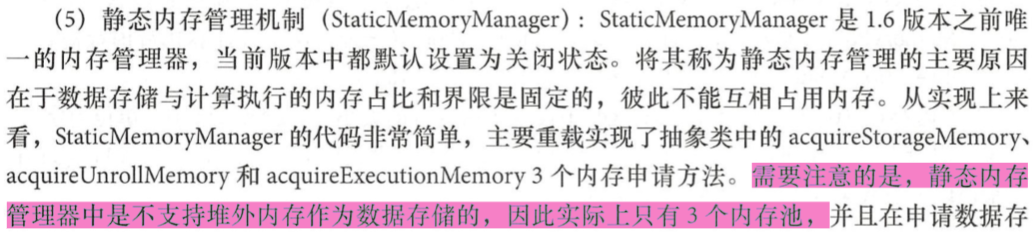 （5）静态内存管理机制（StaticMemoryManager）：StaticMemoryManager 是 1.6 版本之前唯
一的内存管理器，当前版本中都默认设置为关闭状态。将其称为静态内存管理的主要原因
在于数据存储与计算执行的内存占比和界限是固定的，彼此不能互相占用内存。从实现上来
看，StaticMemoryManager 的代码非常简单，主要重载实现了抽象类中的 acquireStorageMemory、
acquireUnrollMemory 和 acquireExecutionMemory 3 个内存申请方法。需要注意的是，静态内存
管理器中是不支持堆外内存作为数据存储的，因此实际上只有 3 个内存池，并且在申请数据存